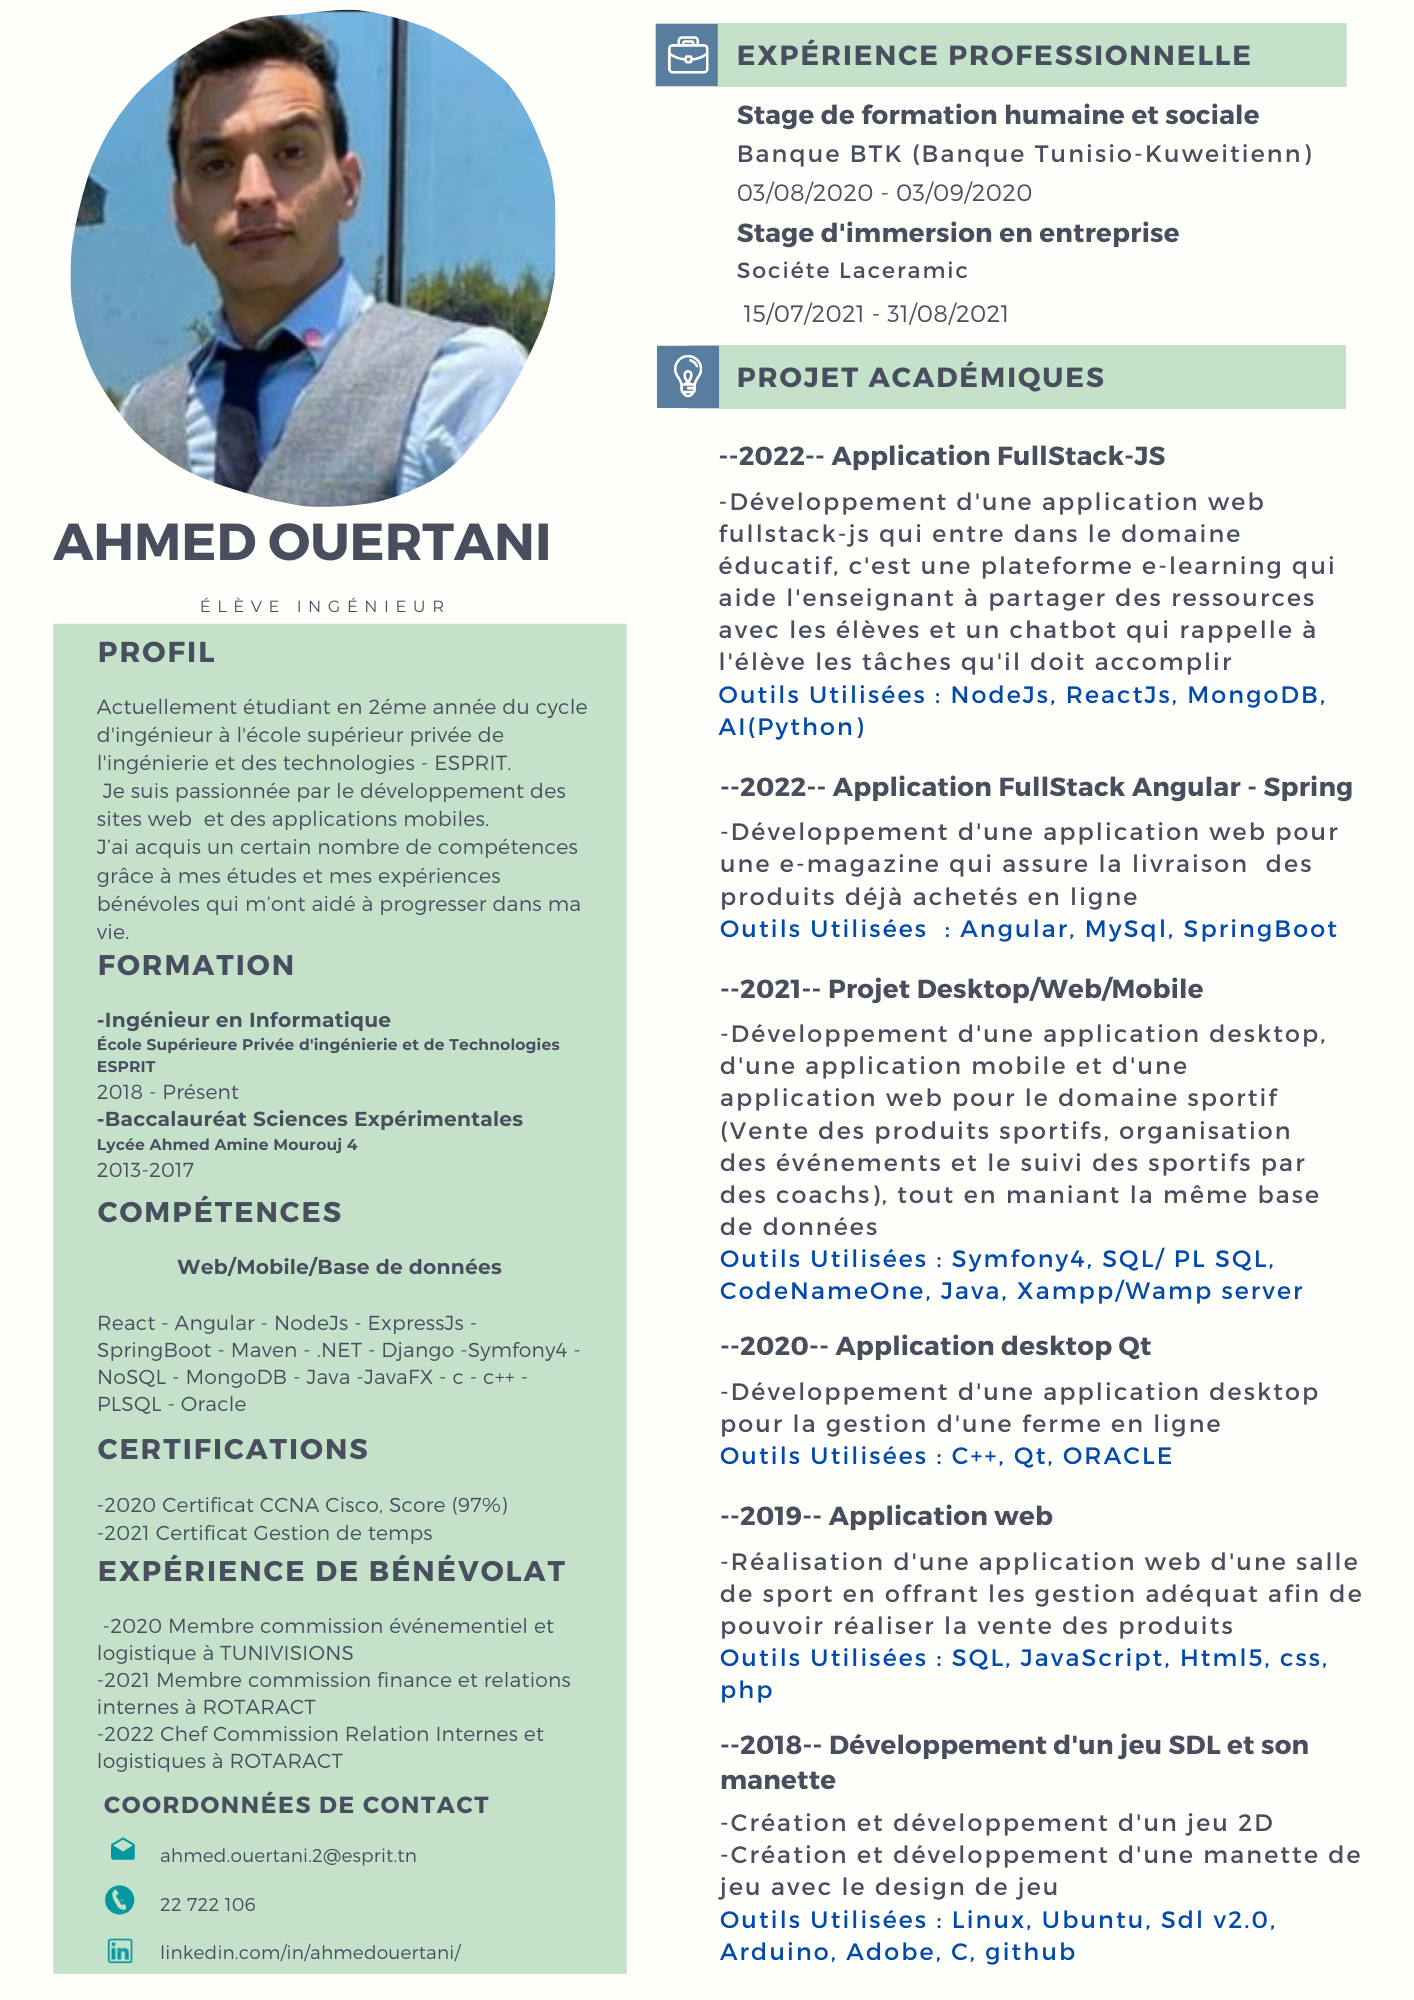 AHMED OUERTANI
ÉLÈVE INGÉNIEUR
PROFIL
Actuellement étudiant en 2éme année du cycle
d'ingénieur à l'école supérieur privée de
l'ingénierie et des technologies - ESPRIT.
Je suis passionnée par le développement des
sites web  et des applications mobiles.
J’ai acquis un certain nombre de compétences
grâce à mes études et mes expériences
bénévoles qui m’ont aidé à progresser dans ma
vie.
FORMATION
-Ingénieur en Informatique
École Supérieure Privée d'ingénierie et de Technologies
ESPRIT
2018 - Présent
-Baccalauréat Sciences Expérimentales
Lycée Ahmed Amine Mourouj 4
2013-2017
COMPÉTENCES
Web/Mobile/Base de données
React - Angular - NodeJs - ExpressJs -
SpringBoot - Maven - .NET - Django -Symfony4 -
NoSQL - MongoDB - Java -JavaFX - c - c++ -
PLSQL - Oracle
CERTIFICATIONS
-2020 Certificat CCNA Cisco, Score (97%)
-2021 Certificat Gestion de temps
EXPÉRIENCE DE BÉNÉVOLAT
-2020 Membre commission événementiel et
logistique à TUNIVISIONS
-2021 Membre commission finance et relations
internes à ROTARACT
-2022 Chef Commission Relation Internes et
logistiques à ROTARACT
COORDONNÉES DE CONTACT
ahmed.ouertani.2@esprit.tn
22 722 106
linkedin.com/in/ahmedouertani/
EXPÉRIENCE PROFESSIONNELLE
Stage de formation humaine et sociale
Banque BTK (Banque Tunisio-Kuweitienn)
03/08/2020 - 03/09/2020
Stage d'immersion en entreprise
Sociéte Laceramic
15/07/2021 - 31/08/2021
PROJET ACADÉMIQUES
--2022-- Application FullStack-JS
-Développement d'une application web
fullstack-js qui entre dans le domaine
éducatif, c'est une plateforme e-learning qui
aide l'enseignant à partager des ressources
avec les élèves et un chatbot qui rappelle à
l'élève les tâches qu'il doit accomplir
Outils Utilisées : NodeJs, ReactJs, MongoDB,
AI(Python)
--2022-- Application FullStack Angular - Spring
-Développement d'une application web pour
une e-magazine qui assure la livraison  des
produits déjà achetés en ligne
Outils Utilisées  : Angular, MySql, SpringBoot
--2021-- Projet Desktop/Web/Mobile
-Développement d'une application desktop,
d'une application mobile et d'une
application web pour le domaine sportif
(Vente des produits sportifs, organisation
des événements et le suivi des sportifs par
des coachs), tout en maniant la même base
de données
Outils Utilisées : Symfony4, SQL/ PL SQL,
CodeNameOne, Java, Xampp/Wamp server
--2020-- Application desktop Qt
-Développement d'une application desktop
pour la gestion d'une ferme en ligne
Outils Utilisées : C++, Qt, ORACLE
--2019-- Application web
-Réalisation d'une application web d'une salle
de sport en offrant les gestion adéquat afin de
pouvoir réaliser la vente des produits
Outils Utilisées : SQL, JavaScript, Html5, css,
php
--2018-- Développement d'un jeu SDL et son
manette
-Création et développement d'un jeu 2D
-Création et développement d'une manette de
jeu avec le design de jeu
Outils Utilisées : Linux, Ubuntu, Sdl v2.0,
Arduino, Adobe, C, github